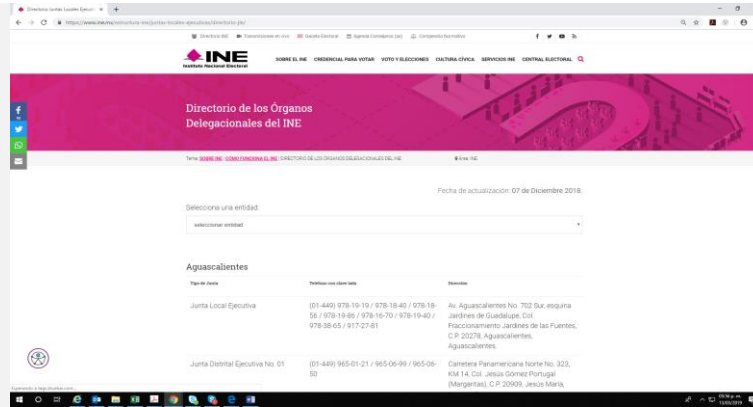 Directorio Juntas Locales Ejecuti
https://www.ine.mx/estructura-ine/juntas-locales-ejecutivas/directorio-jle/
Directorio INE Transmisiones en vivo Gaceta Electoral Agenda Consejeros (as) Compendio Normativo
INE
Instituto Nacional Electoral
SOBRE EL INE CREDENCIAL PARA VOTAR VOTO Y ELECCIONES CULTURA CÍVICA SERVICIOS INE CENTRAL ELECTORAL
Directorio de los Órganos
Delegacionales del INE
Tema: SOBRE INE CÓMO FUNCIONA EL INE DIRECTORIO DE LOS ÓRGANOS DELEGACIONALES DEL INE
Área: INE
Fecha de actualización: 07 de Diciembre 2018.
Selecciona una entidad:
seleccionar entidad
Aguascalientes
Tipo de Junta Teléfono con clave lada Dirección
Junta Local Ejecutiva (01-449) 978-19-19 / 978-18-40 / 978-18- Av. Aguascalientes No. 702 Sur, esquina
56 / 978-19-86 / 978-16-70 / 978-19-40 / Jardines de Guadalupe, Col.
978-38-65 / 917-27-81 Fraccionamiento Jardines de las Fuentes,
C.P. 20278, Aguascalientes,
Aguascalientes.
Junta Distrital Ejecutiva No. 01 (01-449) 965-01-21 / 965-06-99 / 965-06- Carretera Panamericana Norte No. 323,
50 KM 14, Col. Jesús Gómez Portugal
(Margaritas), C.P. 20909, Jesús María,
09:56 p. m.
13/03/2019